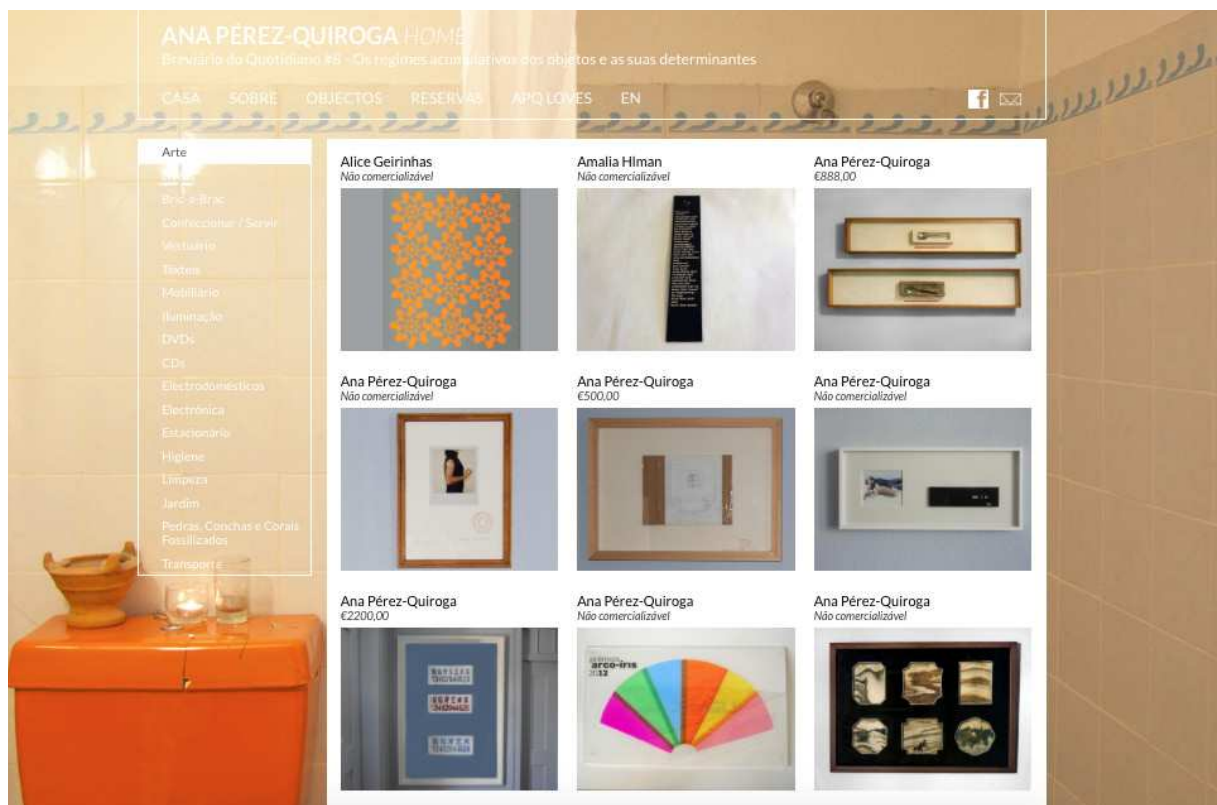 ANA PÉREZ-QUIROGA HOME
Breviário do Quotidiano #8 - Os regimes acumulativos dos objetos e as suas determinantes
CASA SOBRE OBJECTOS RESERVAS APQ LOVES EN
f
Arte
Bric-a-Brac
Confeccionar / Servir
Vestuário
Têxteis
Mobiliário
Iluminação
DVDs
CDs
Electrodomésticos
Electrónica
Estacionário
Higiene
Limpeza
Jardim
Pedras, Conchas e Corais
Fossilizados
Transporte
Alice Geirinhas
Não comercializável
Amalia HIman
Não comercializável
Ana Pérez-Quiroga
€888,00
Ana Pérez-Quiroga
Não comercializável
Ana Pérez-Quiroga
€500,00
Ana Pérez-Quiroga
Não comercializável
Ana Pérez-Quiroga
€2200,00
Ana Pérez-Quiroga
Não comercializável
arco-íris
2012
Ana Pérez-Quiroga
Não comercializável